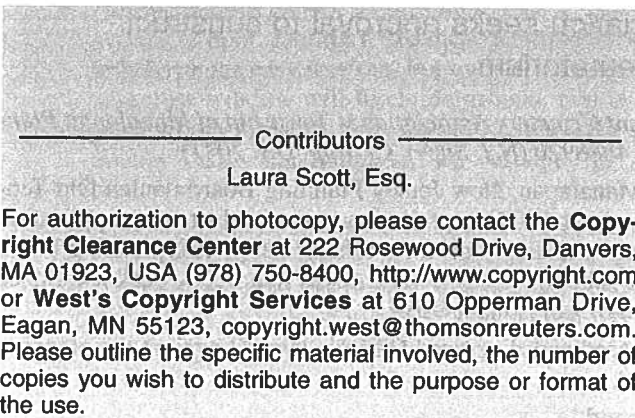 Contributors
Laura Scott, Esq.
For authorization to photocopy, please contact the Copy-
right Clearance Center at 222 Rosewood Drive, Danvers,
MA 01923, USA (978) 750-8400, http://www.copyright.com
or West's Copyright Services at 610 Opperman Drive,
Eagan, MN 55123, copyright.west@thomsonreuters.com.
Please outline the specific material involved, the number of
copies you wish to distribute and the purpose or format of
the use.